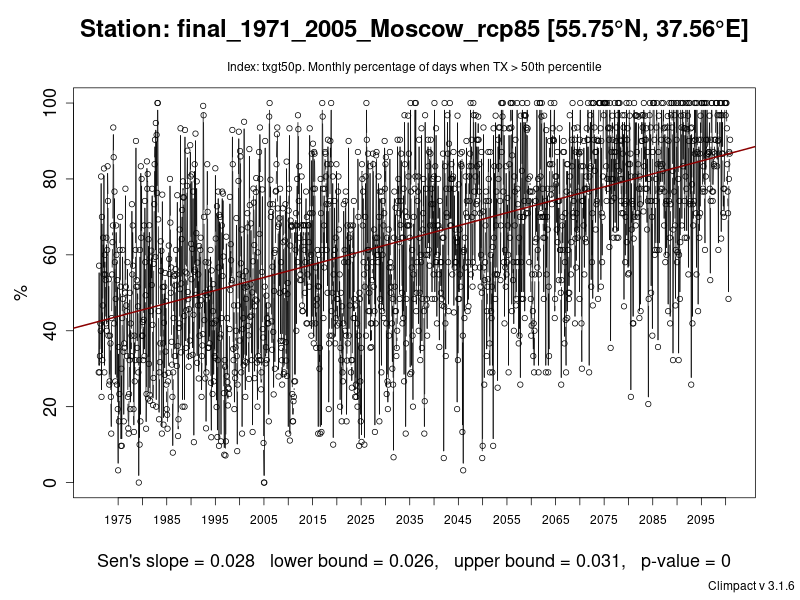 Station: final_1971_2005_Moscow_rcp85 [55.75°N, 37.56°E]
Index: txgt50p. Monthly percentage of days when TX > 50th percentile
%
100
80
60
40
20
0
1975 1985 1995 2005 2015 2025 2035 2045 2055 2065 2075 2085 2095
Sen's slope = 0.028 lower bound = 0.026, upper bound = 0.031, p-value = 0
Climpact v 3.1.6